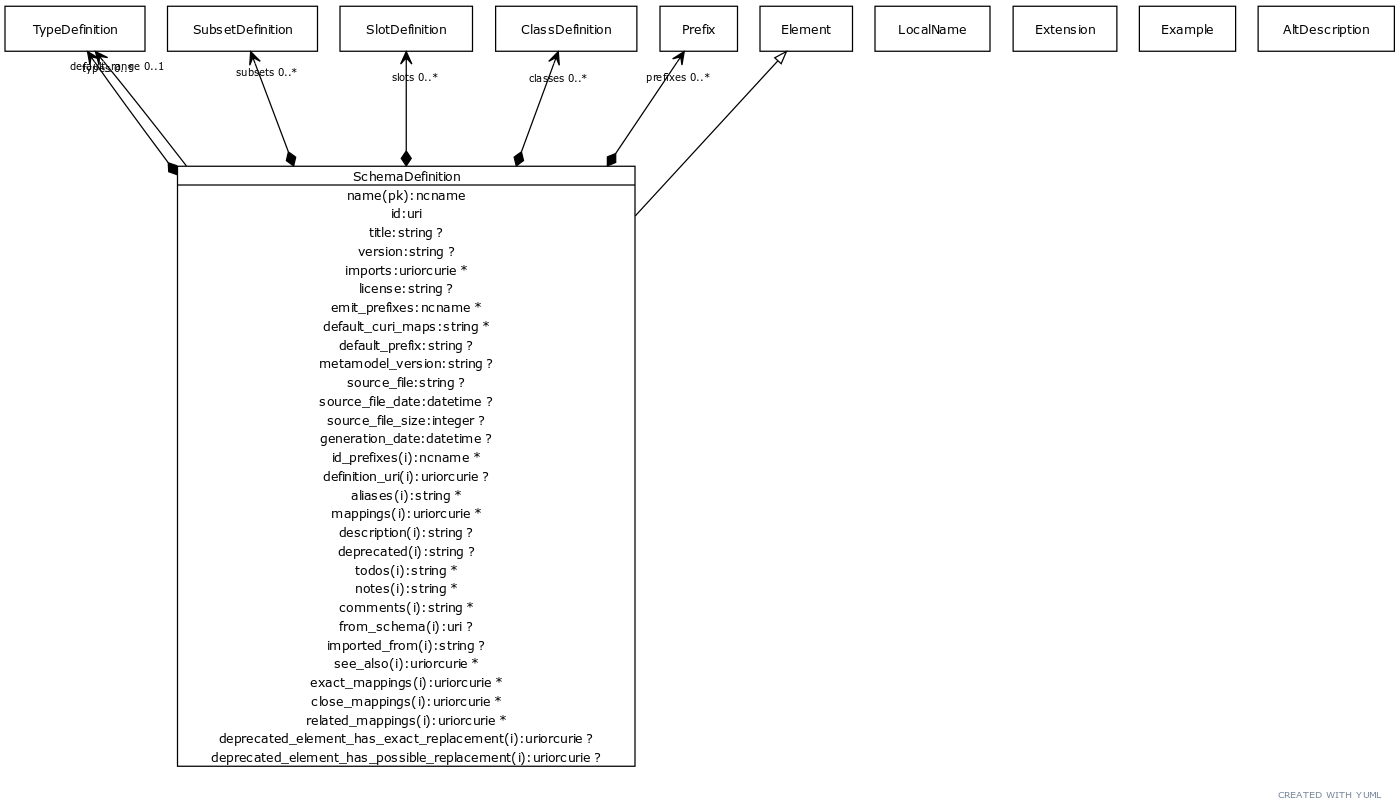 TypeDefinition
SubsetDefinition
SlotDefinition
ClassDefinition
Prefix
Element
LocalName
Extension
Example
AltDescription
default_range 0..1
types 0..*
subsets 0..*
slots 0..*
classes 0..*
prefixes 0..*
SchemaDefinition
name(pk):ncname
id:uri
title:string ?
version:string ?
imports:uriorcurie *
license:string ?
emit_prefixes:ncname *
default_curi_maps:string *
default_prefix:string ?
metamodel_version:string ?
source_file:string ?
source_file_date:datetime ?
source_file_size:integer ?
generation_date:datetime ?
id_prefixes(i):ncname *
definition_uri(i):uriorcurie ?
aliases(i):string *
mappings(i):uriorcurie *
description(i):string ?
deprecated(i):string ?
todos(i):string *
notes(i):string *
comments(i):string *
from_schema(i):uri ?
imported_from(i):string ?
see_also(i):uriorcurie *
exact_mappings(i):uriorcurie *
close_mappings(i):uriorcurie *
related_mappings(i):uriorcurie *
deprecated_element_has_exact_replacement(i):uriorcurie ?
deprecated_element_has_possible_replacement(i):uriorcurie ?
CREATED WITH YUML